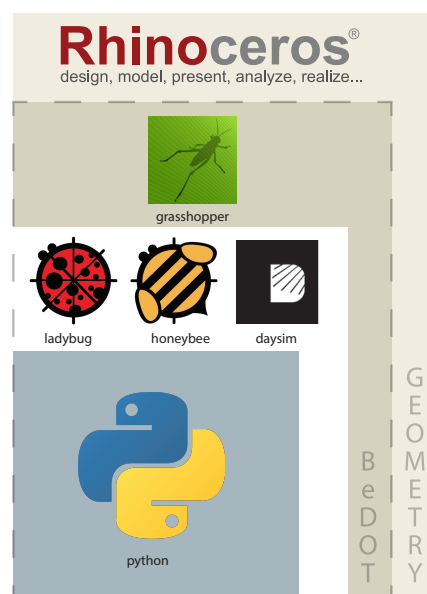 Rhinoceros®
design, model, present, analyze, realize...
grasshopper
ladybug
honeybee
daysim
python
BeDOT
GEOMETRY